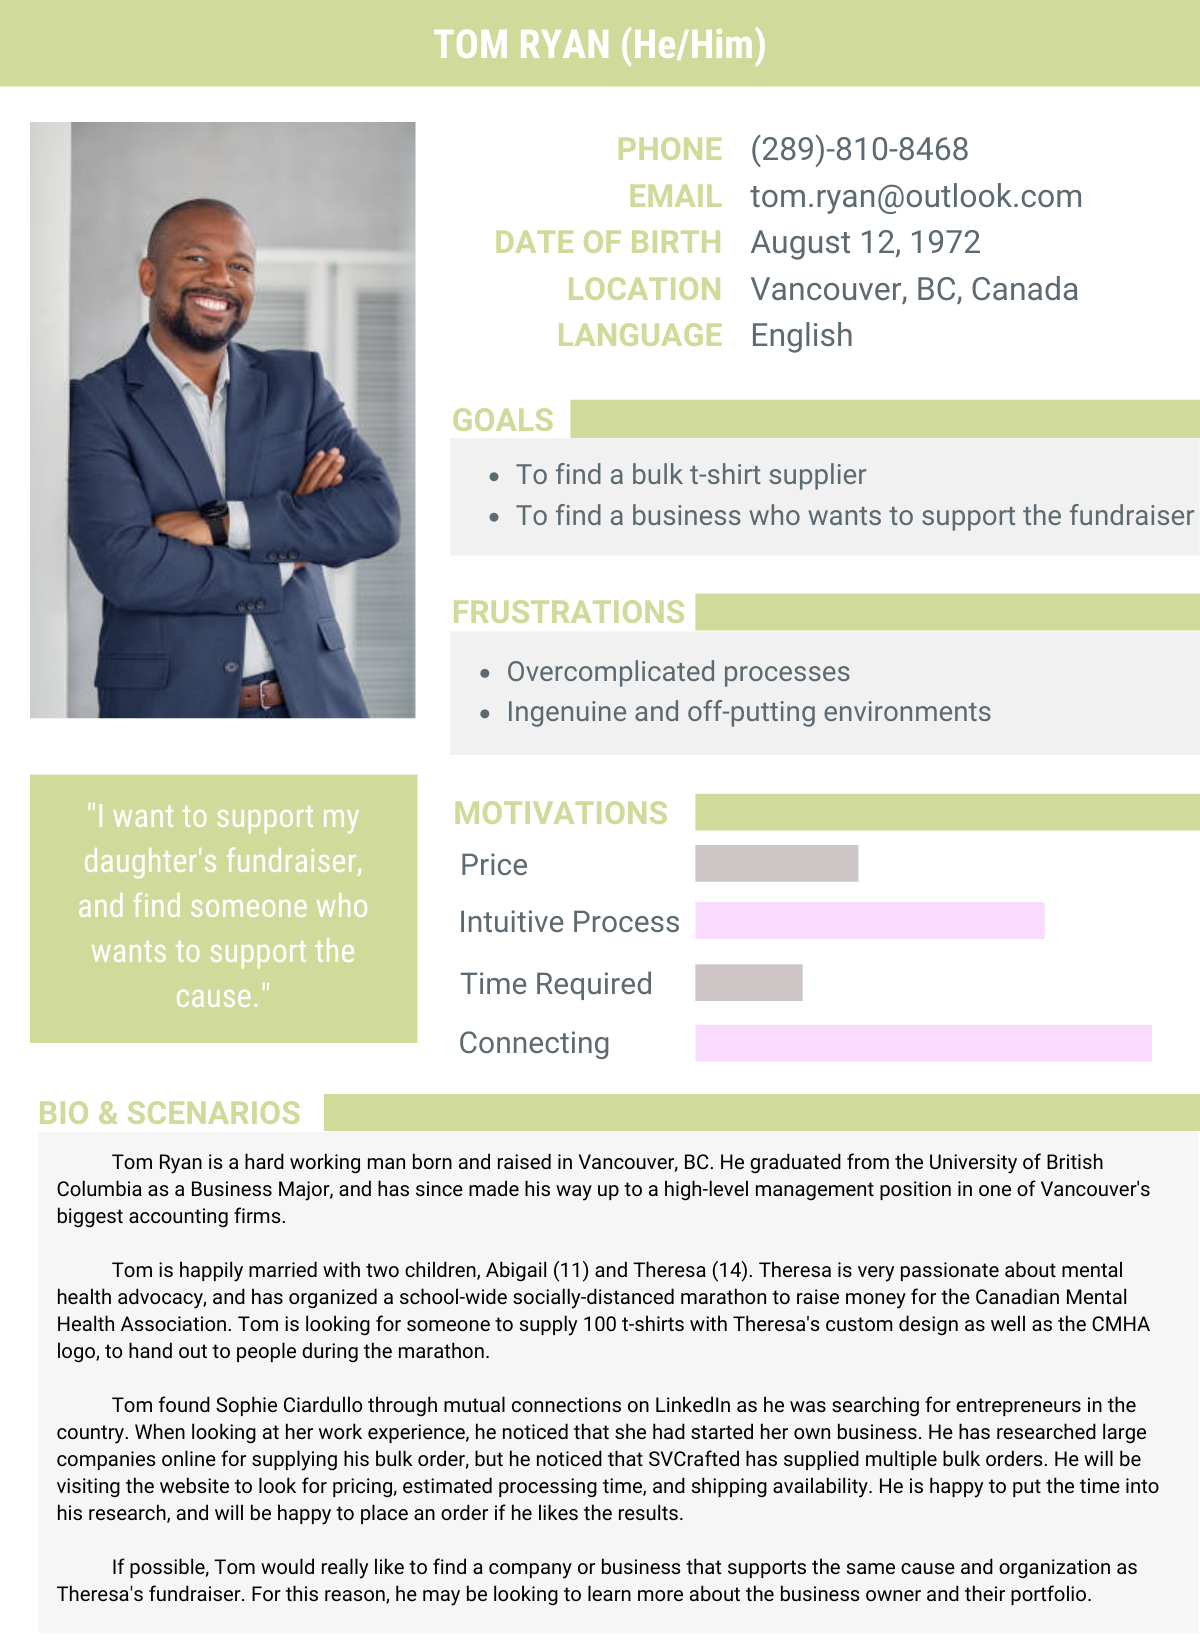 TOM RYAN (He/Him)
PHONE (289)-810-8468
EMAIL tom.ryan@outlook.com
DATE OF BIRTH August 12, 1972
LOCATION Vancouver, BC, Canada
LANGUAGE English
GOALS
• To find a bulk t-shirt supplier
• To find a business who wants to support the fundraiser
FRUSTRATIONS
• Overcomplicated processes
• Ingenuine and off-putting environments
"I want to support my
daughter's fundraiser,
and find someone who
wants to support the
cause."
MOTIVATIONS
Price
Intuitive Process
Time Required
Connecting
BIO & SCENARIOS
Tom Ryan is a hard working man born and raised in Vancouver, BC. He graduated from the University of British
Columbia as a Business Major, and has since made his way up to a high-level management position in one of Vancouver's
biggest accounting firms.
Tom is happily married with two children, Abigail (11) and Theresa (14). Theresa is very passionate about mental
health advocacy, and has organized a school-wide socially-distanced marathon to raise money for the Canadian Mental
Health Association. Tom is looking for someone to supply 100 t-shirts with Theresa's custom design as well as the CMHA
logo, to hand out to people during the marathon.
Tom found Sophie Ciardullo through mutual connections on LinkedIn as he was searching for entrepreneurs in the
country. When looking at her work experience, he noticed that she had started her own business. He has researched large
companies online for supplying his bulk order, but he noticed that SVCrafted has supplied multiple bulk orders. He will be
visiting the website to look for pricing, estimated processing time, and shipping availability. He is happy to put the time into
his research, and will be happy to place an order if he likes the results.
If possible, Tom would really like to find a company or business that supports the same cause and organization as
Theresa's fundraiser. For this reason, he may be looking to learn more about the business owner and their portfolio.